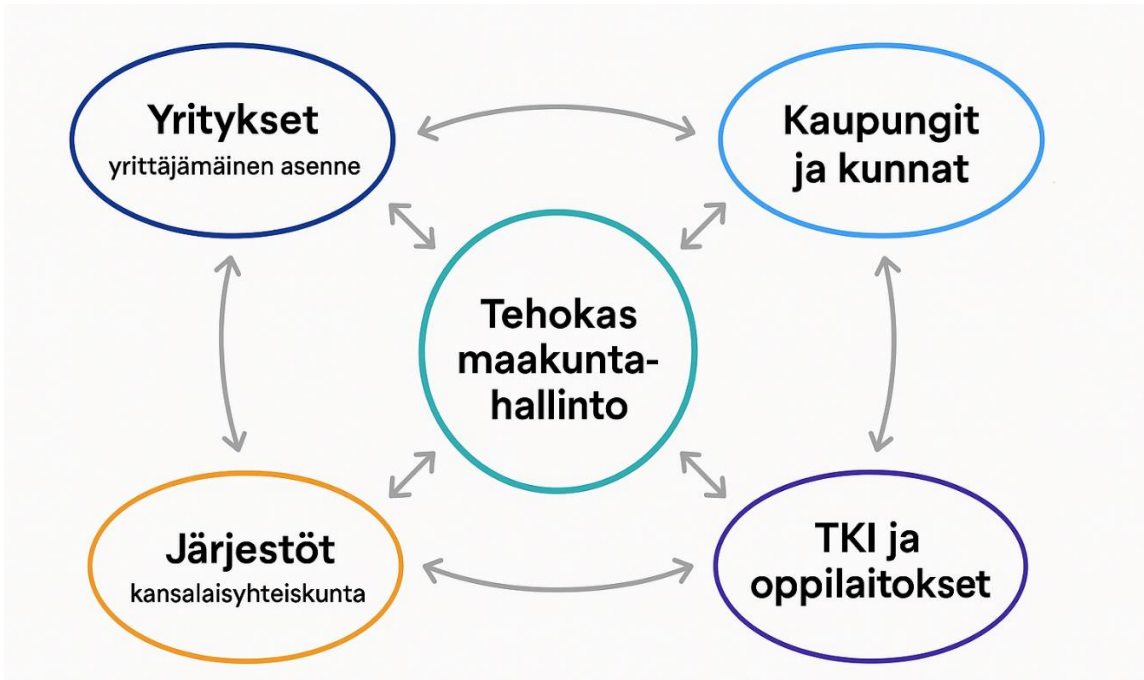 Yritykset
yrittäjämäinen asenne
Kaupungit
ja kunnat
Tehokas
maakunta-
hallinto
Järjestöt
kansalaisyhteiskunta
TKI ja
oppilaitokset